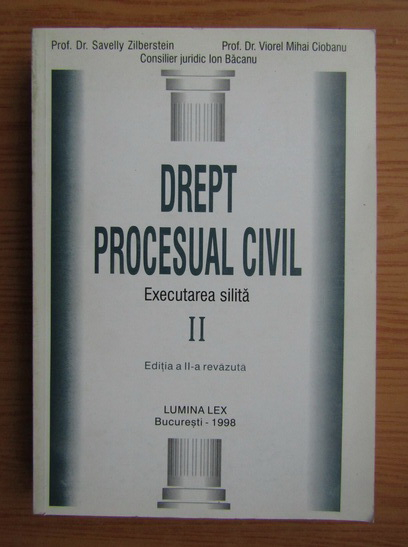 Prof. Dr. Savelly Zilberstein Prof. Dr. Viorel Mihai Ciobanu
Consilier juridic Ion Băcanu
DREPT
PROCESUAL CIVIL
Executarea silită
II
Ediția a II-a revazută
LUMINA LEX
București - 1998